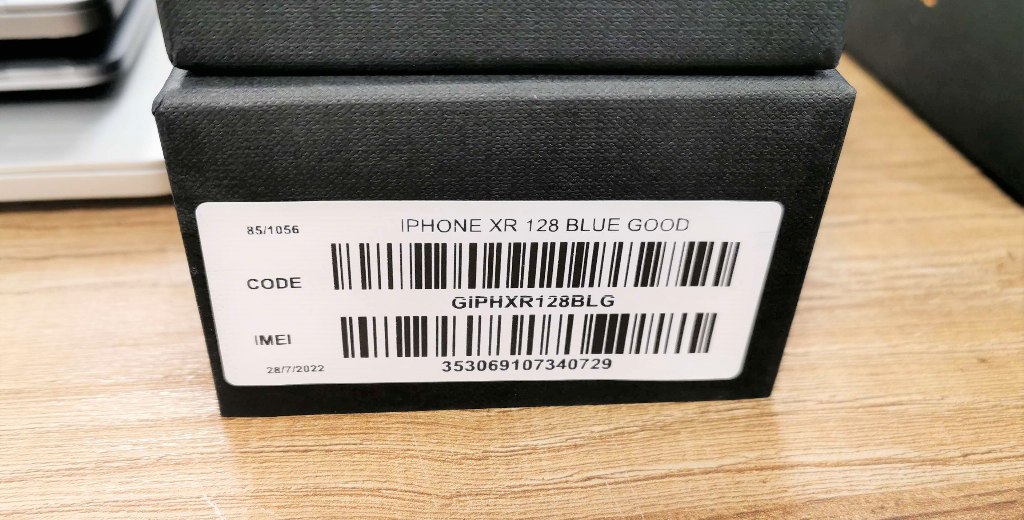 85/1056
IPHONE XR 128 BLUE GOOD
CODE
GiPHXR128BLG
IMEI
353069107340729
28/7/2022